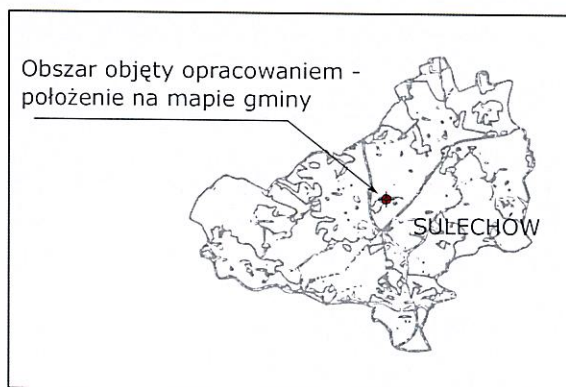 Obszar objęty opracowaniem -
położenie na mapie gminy
SULECHÓW